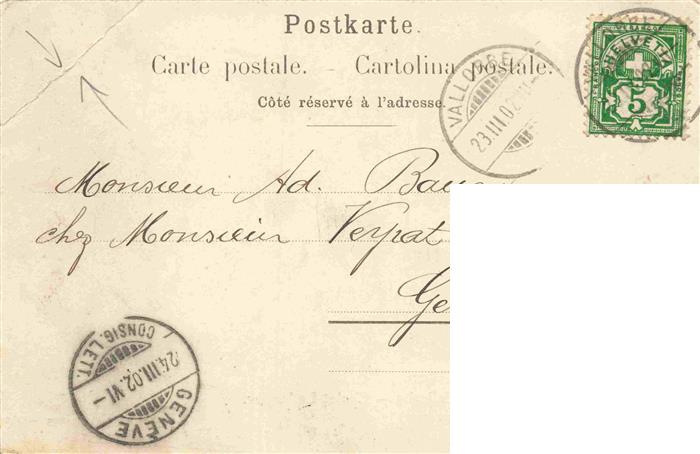 Postkarte.
Carte postale. Cartolina postale.
Côté réservé à l'adresse.
VALLORBE
23.III.02
HELVETIA
5
Monsieur Ad.
chez Monsieur Verpat
Ge
GENÈVE
24.III.02.VI-
CONSIG. LETT.